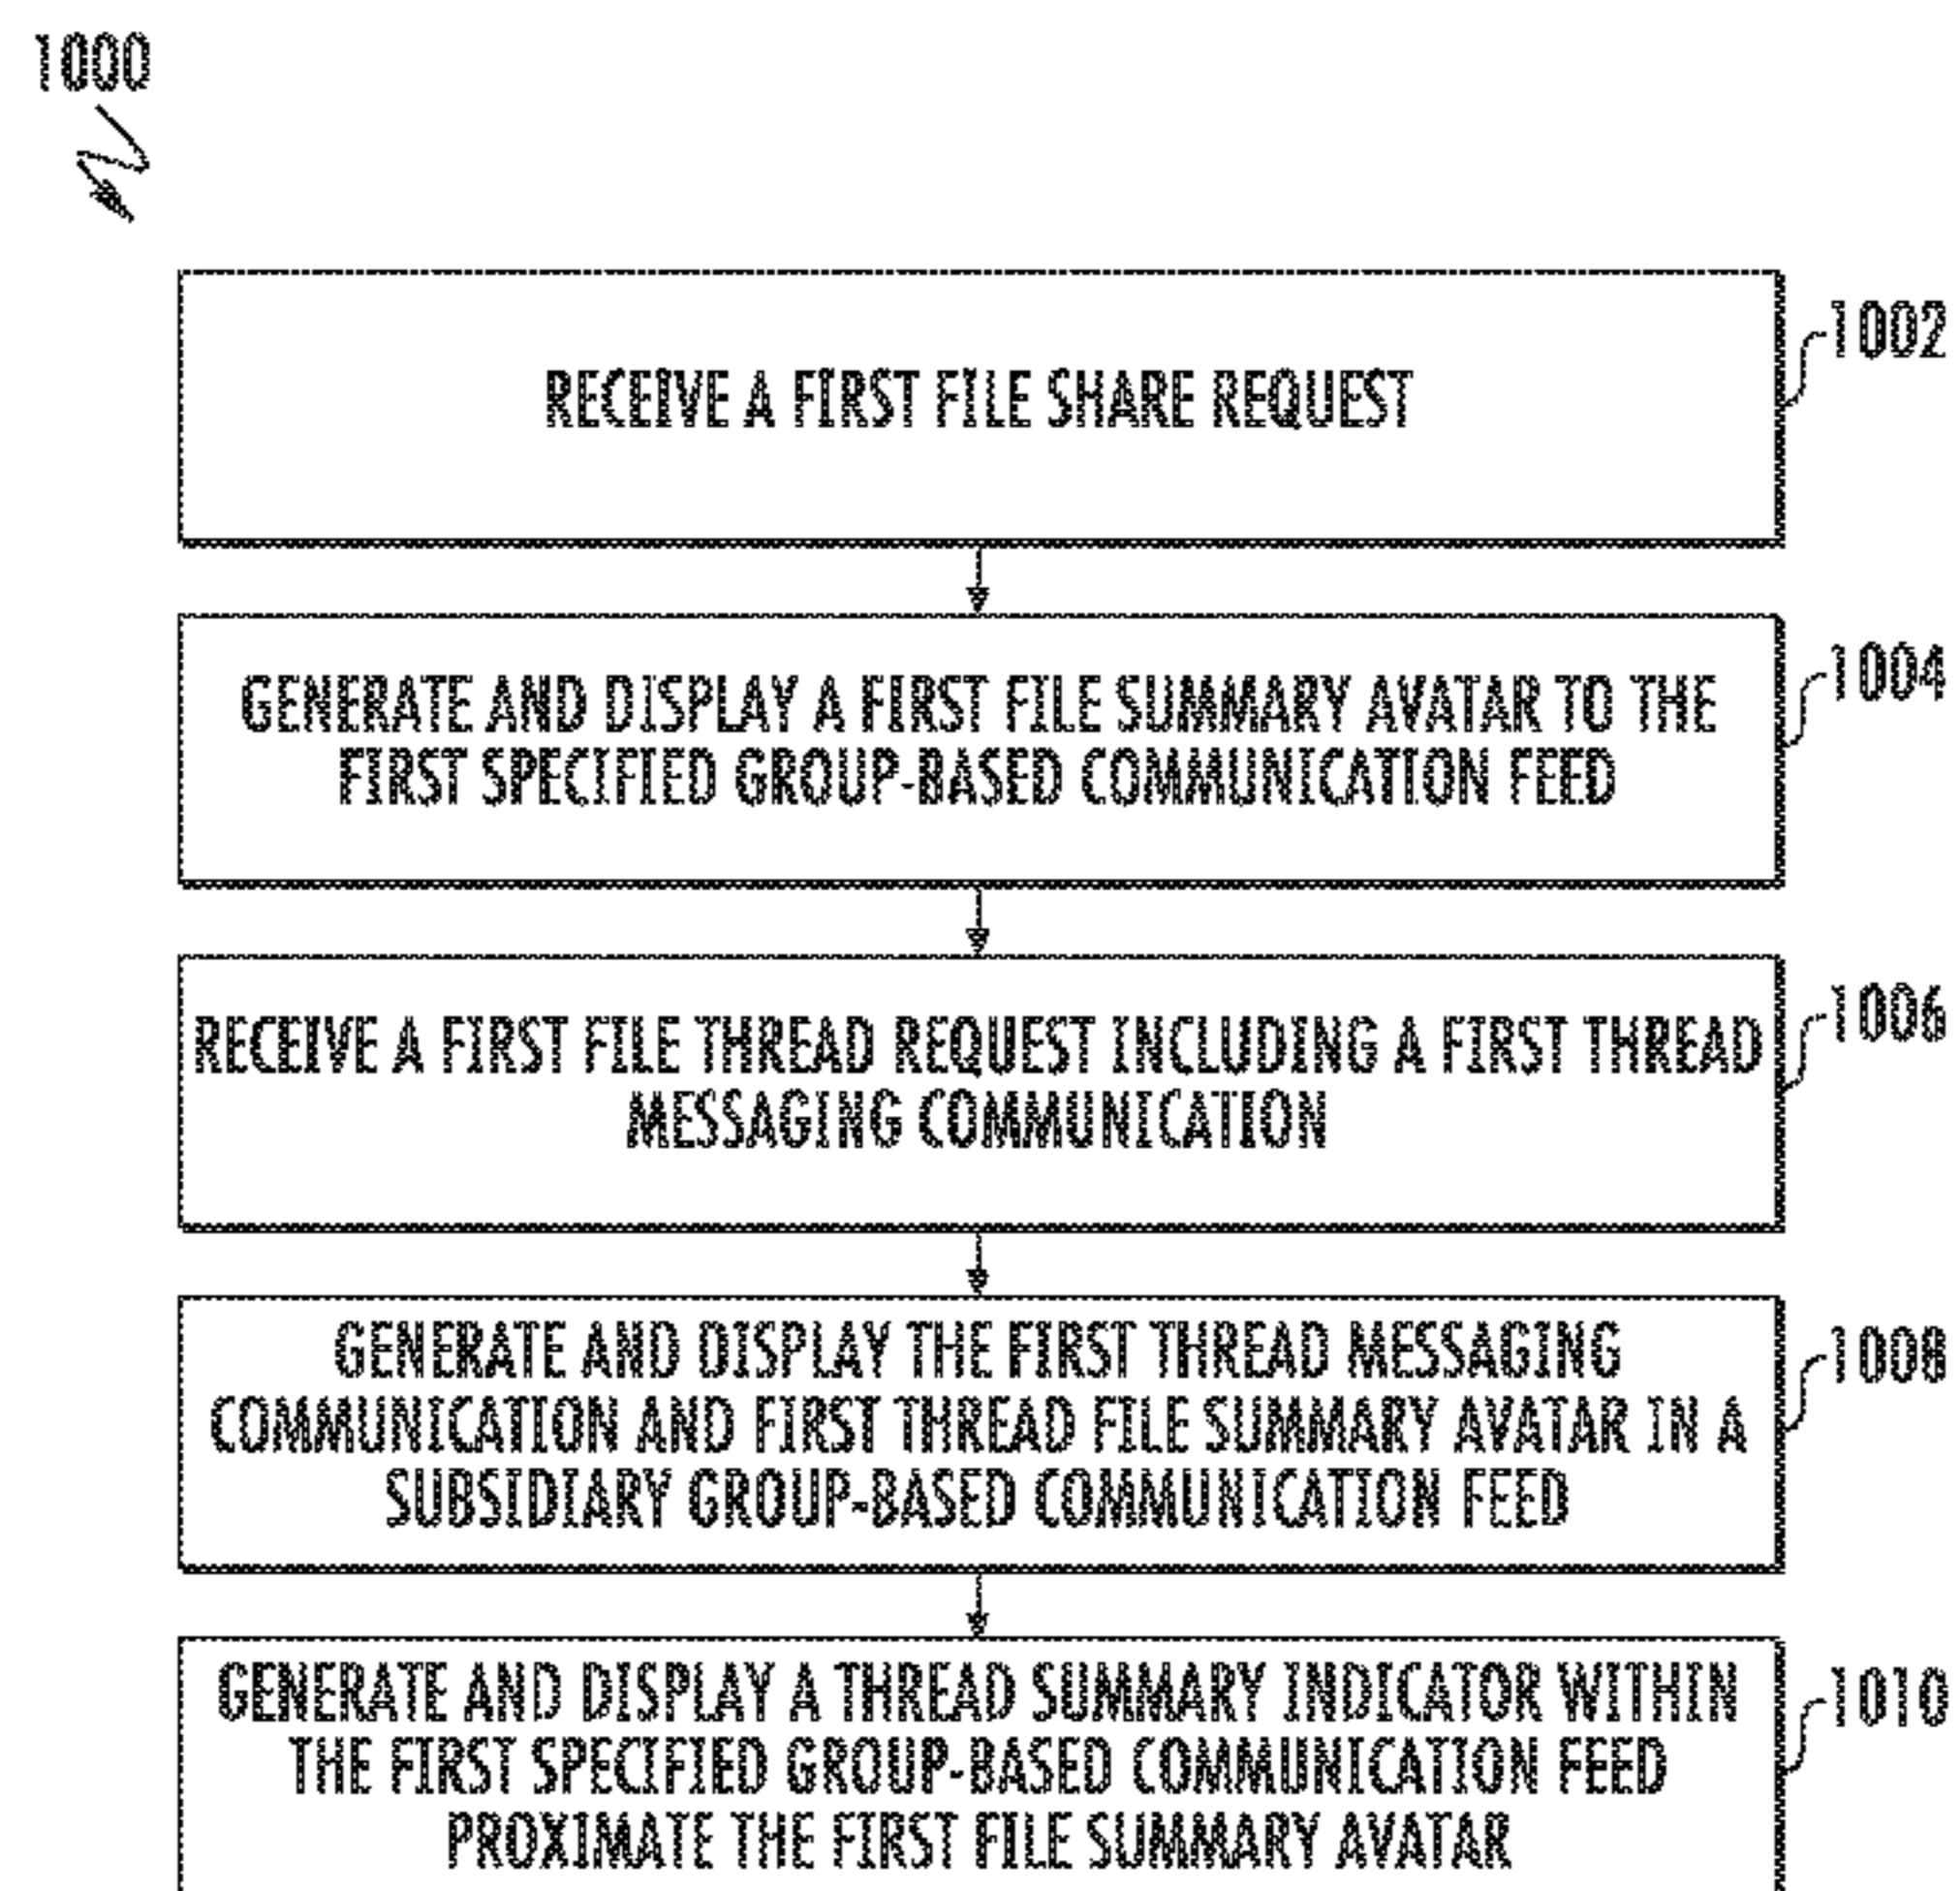 1000
RECEIVE A FIRST FILE SHARE REQUEST
1002
GENERATE AND DISPLAY A FIRST FILE SUMMARY AVATAR TO THE
FIRST SPECIFIED GROUP-BASED COMMUNICATION FEED
1004
RECEIVE A FIRST FILE THREAD REQUEST INCLUDING A FIRST THREAD
MESSAGING COMMUNICATION
1006
GENERATE AND DISPLAY THE FIRST THREAD MESSAGING
COMMUNICATION AND FIRST THREAD FILE SUMMARY AVATAR IN A
SUBSIDIARY GROUP-BASED COMMUNICATION FEED
1008
GENERATE AND DISPLAY A THREAD SUMMARY INDICATOR WITHIN
THE FIRST SPECIFIED GROUP-BASED COMMUNICATION FEED
PROXIMATE THE FIRST FILE SUMMARY AVATAR
1010